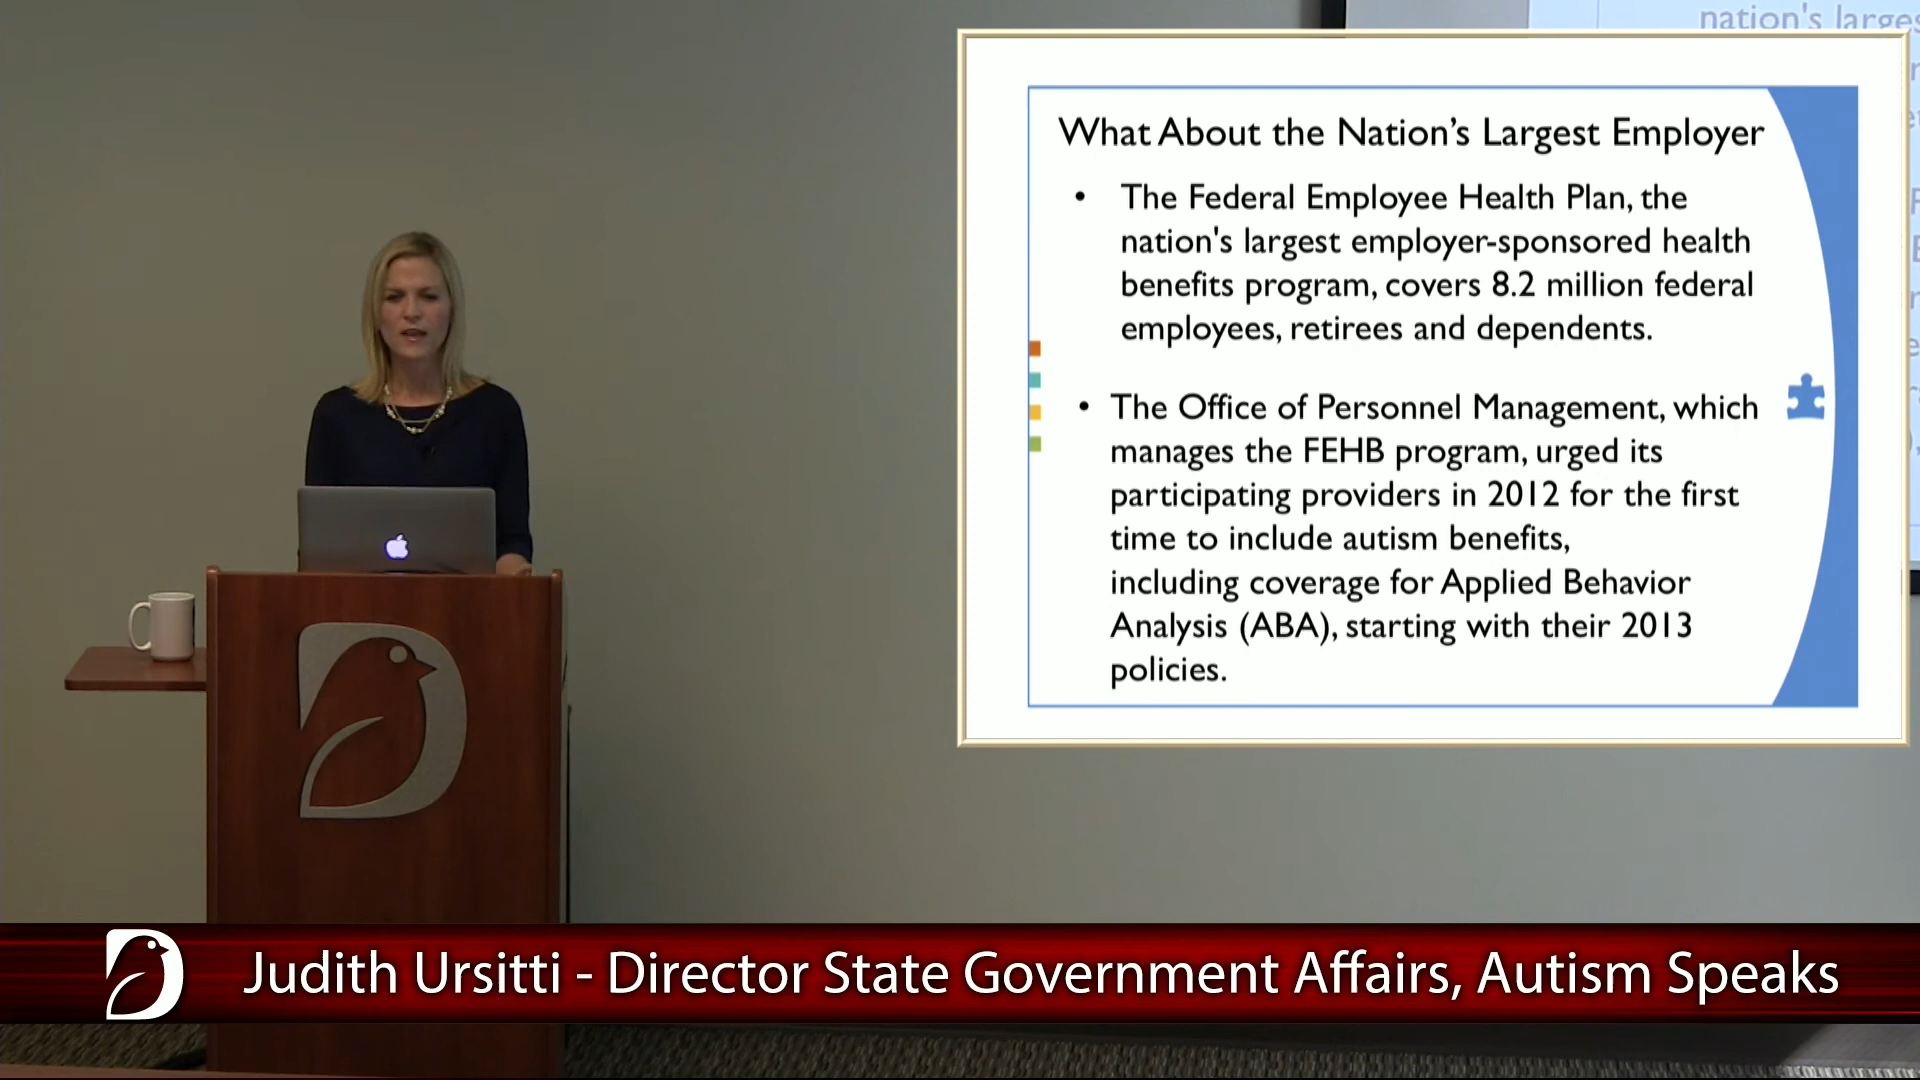 nation's large
What About the Nation's Largest Employer
• The Federal Employee Health Plan, the
nation's largest employer-sponsored health
benefits program, covers 8.2 million federal
employees, retirees and dependents.
• The Office of Personnel Management, which
manages the FEHB program, urged its
participating providers in 2012 for the first
time to include autism benefits,
including coverage for Applied Behavior
Analysis (ABA), starting with their 2013
policies.
Judith Ursitti - Director State Government Affairs, Autism Speaks